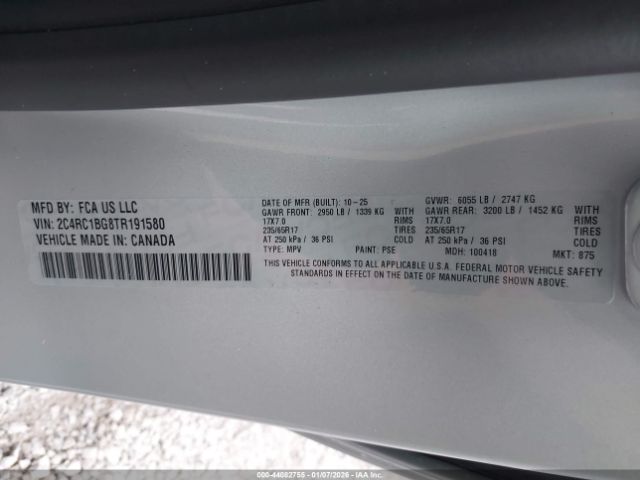 MFD BY: FCA US LLC
VIN: 2C4RC1BG8TR191580
VEHICLE MADE IN: CANADA
DATE OF MFR (BUILT): 10-25
GAWR FRONT: 2950 LB / 1339 KG WITH
17X7.0 RIMS
235/65R17 TIRES
AT 250 kPa / 36 PSI COLD
TYPE: MPV PAINT: PSE
GVWR: 6055 LB / 2747 KG
GAWR REAR: 3200 LB / 1452 KG WITH
17X7.0 RIMS
235/65R17 TIRES
AT 250 kPa / 36 PSI COLD
MDH: 100418 MKT: 875
THIS VEHICLE CONFORMS TO ALL APPLICABLE U.S.A. FEDERAL MOTOR VEHICLE SAFETY
STANDARDS IN EFFECT ON THE DATE OF MANUFACTURE SHOWN ABOVE.
000-44082755 - 01/07/2026 - IAA Inc.